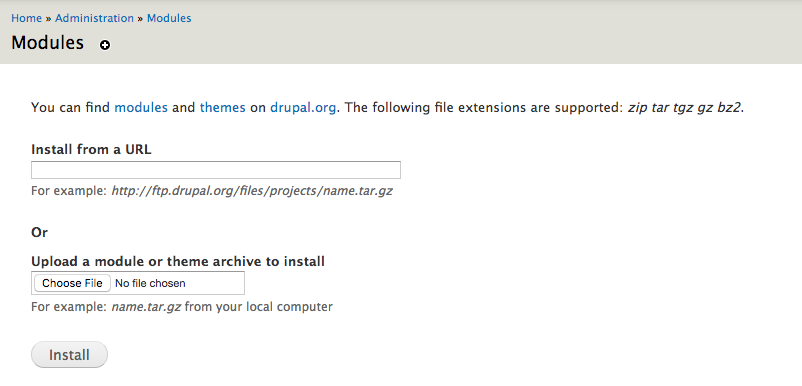 Home » Administration » Modules
Modules
You can find modules and themes on drupal.org. The following file extensions are supported: zip tar tgz gz bz2.
Install from a URL
For example: http://ftp.drupal.org/files/projects/name.tar.gz
Or
Upload a module or theme archive to install
Choose File No file chosen
For example: name.tar.gz from your local computer
Install